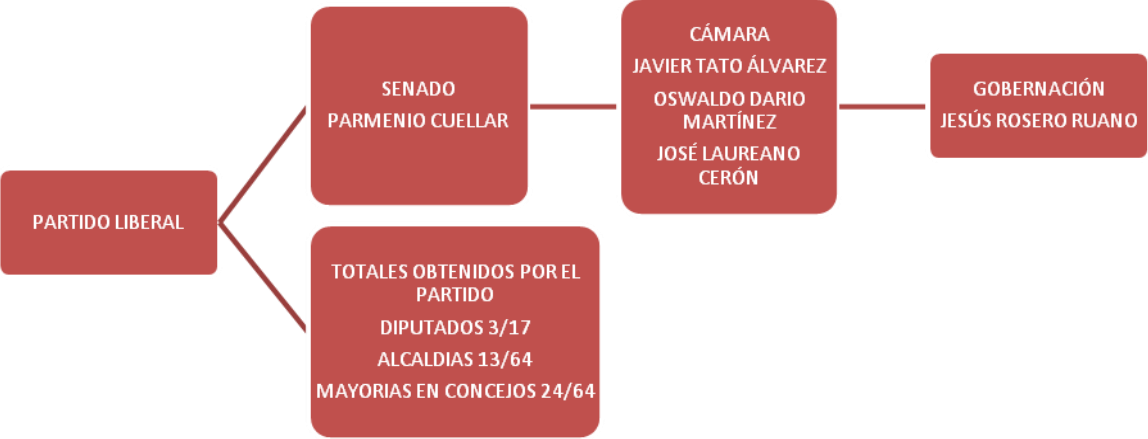 PARTIDO LIBERAL
SENADO
PARMENIO CUELLAR
CÁMARA
JAVIER TATO ÁLVAREZ
OSWALDO DARIO
MARTÍNEZ
JOSÉ LAUREANO
CERÓN
GOBERNACIÓN
JESÚS ROSERO RUANO
TOTALES OBTENIDOS POR EL
PARTIDO
DIPUTADOS 3/17
ALCALDIAS 13/64
MAYORIAS EN CONCEJOS 24/64